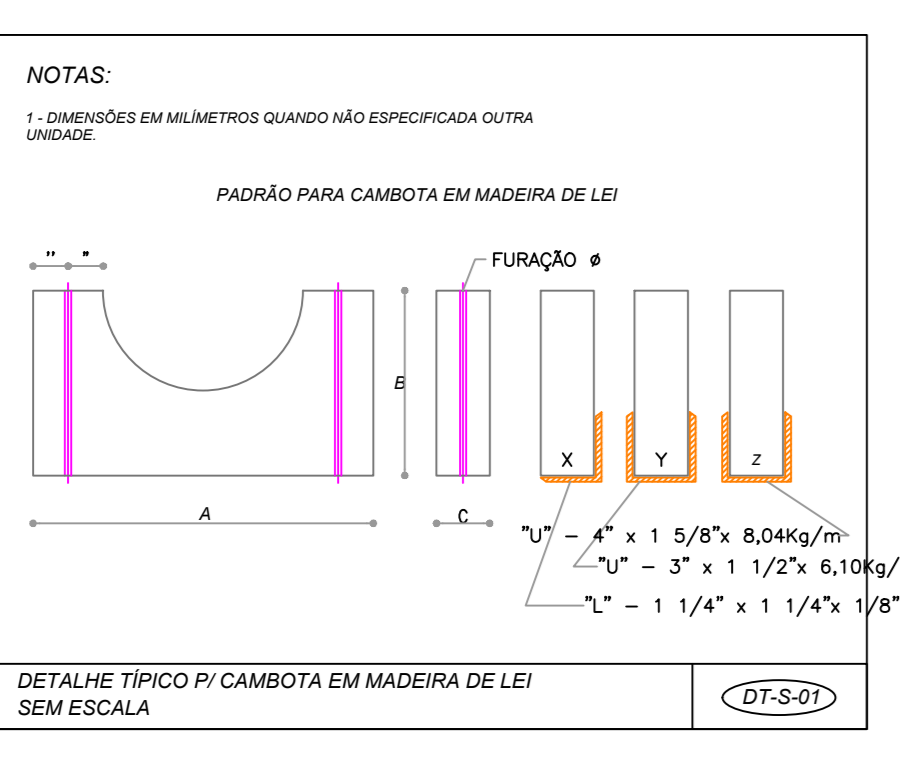 NOTAS:
1 - DIMENSÕES EM MILÍMETROS QUANDO NÃO ESPECIFICADA OUTRA
UNIDADE.
PADRÃO PARA CAMBOTA EM MADEIRA DE LEI
" "
FURAÇÃO ø
B
X Y Z
A
C
"U" - 4" x 1 5/8"x 8,04Kg/m
"U" - 3" x 1 1/2"x 6,10Kg/
"L" - 1 1/4" x 1 1/4"x 1/8"
DETALHE TÍPICO P/ CAMBOTA EM MADEIRA DE LEI
SEM ESCALA
DT-S-01